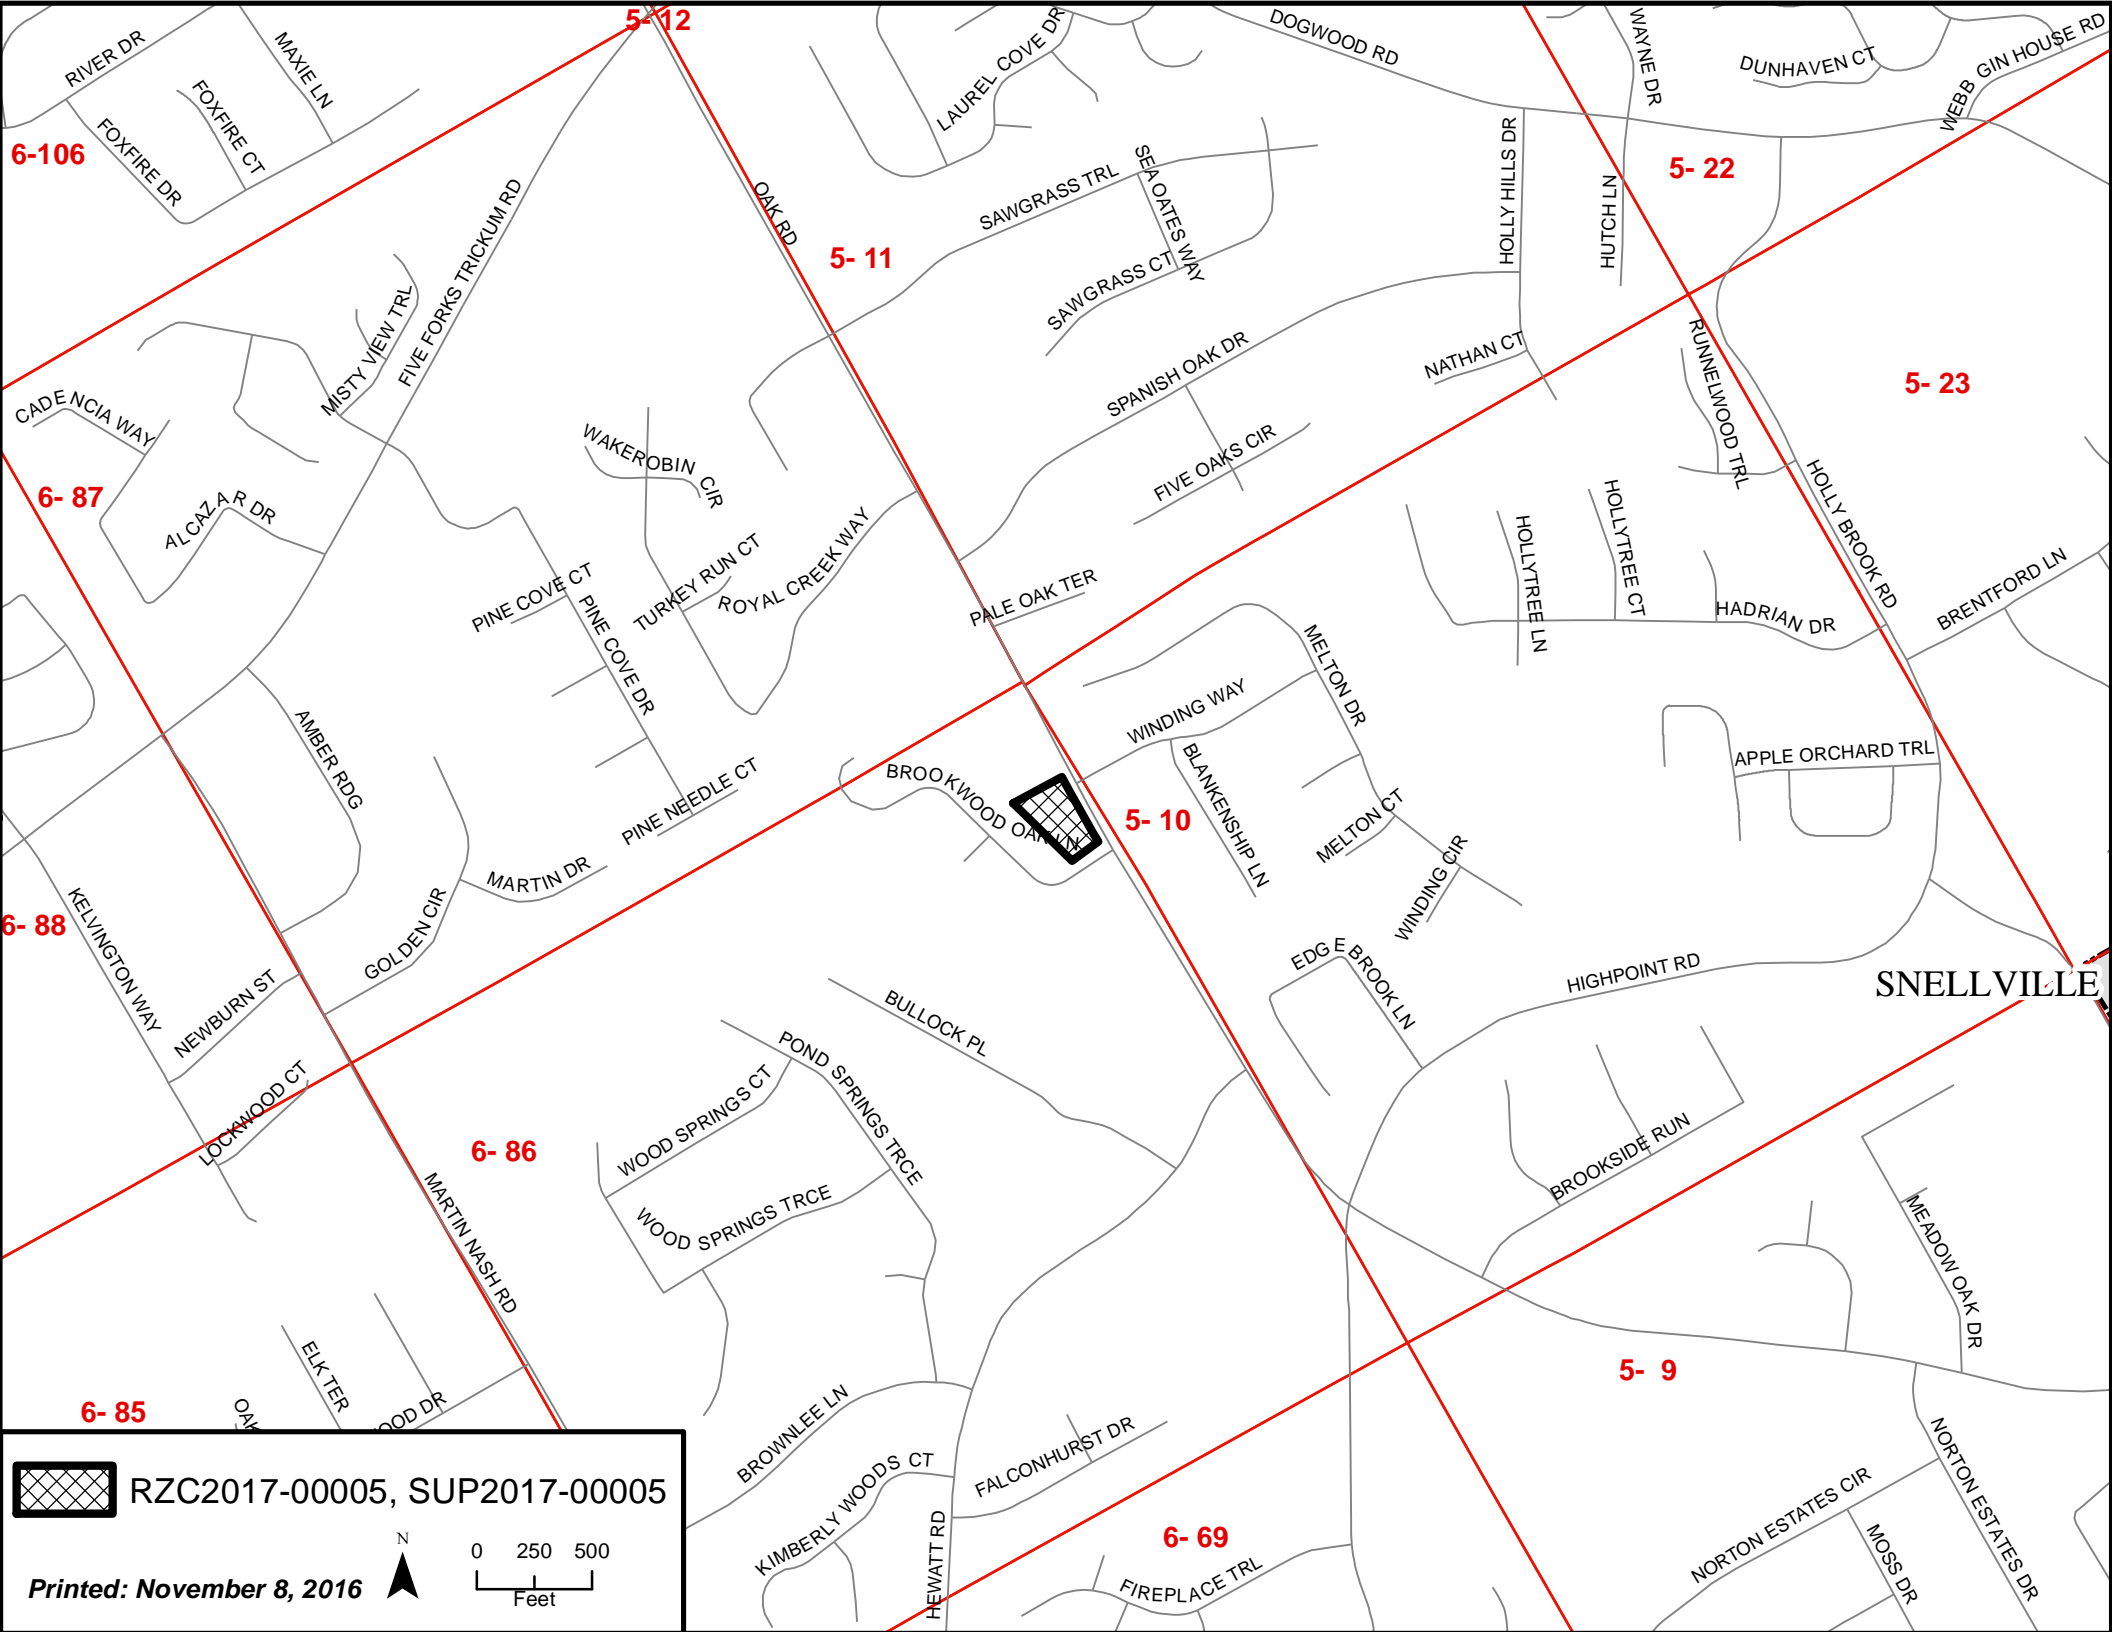 5- 12
RIVER DR
MAXIE LN
FOXFIRE CT
FOXFIRE DR
6-106
LAUREL COVE DR
DOGWOOD RD
WAYNE DR
DUNHAVEN CT
WEBB GIN HOUSE RD
OAK RD
SAWGRASS TRL
SEA OATES WAY
HOLLY HILLS DR
HUTCH LN
5- 22
5- 11
SAWGRASS CT
FIVE FORKS TRICKUM RD
MISTY VIEW TRL
SPANISH OAK DR
NATHAN CT
RUNNELWOOD TRL
5- 23
CADENCIA WAY
WAKEROBIN CIR
FIVE OAKS CIR
6- 87
ALCAZAR DR
HOLLY BROOK RD
HOLLYTREE LN
HOLLYTREE CT
PINE COVE CT
TURKEY RUN CT
ROYAL CREEK WAY
PALE OAK TER
HADRIAN DR
BRENTFORD LN
PINE COVE DR
MELTON DR
WINDING WAY
AMBER RDG
BLANKENSHIP LN
APPLE ORCHARD TRL
PINE NEEDLE CT
BROOKWOOD OAK LN
5- 10
MELTON CT
WINDING CIR
MARTIN DR
GOLDEN CIR
6- 88
KELVINGTON WAY
NEWBURN ST
EDGEBROOK LN
HIGHPOINT RD
SNELLVILLE
BULLOCK PL
POND SPRINGS TRCE
WOOD SPRINGS CT
LOCKWOOD CT
6- 86
WOOD SPRINGS TRCE
BROOKSIDE RUN
MARTIN NASH RD
MEADOW OAK DR
ELK TER
OAK
OOD DR
6- 85
5- 9
BROWNLEE LN
FALCONHURST DR
KIMBERLY WOODS CT
HEWATT RD
6- 69
FIREPLACE TRL
NORTON ESTATES CIR
NORTON ESTATES DR
MOSS DR
RZC2017-00005, SUP2017-00005
N
0 250 500
Feet
Printed: November 8, 2016